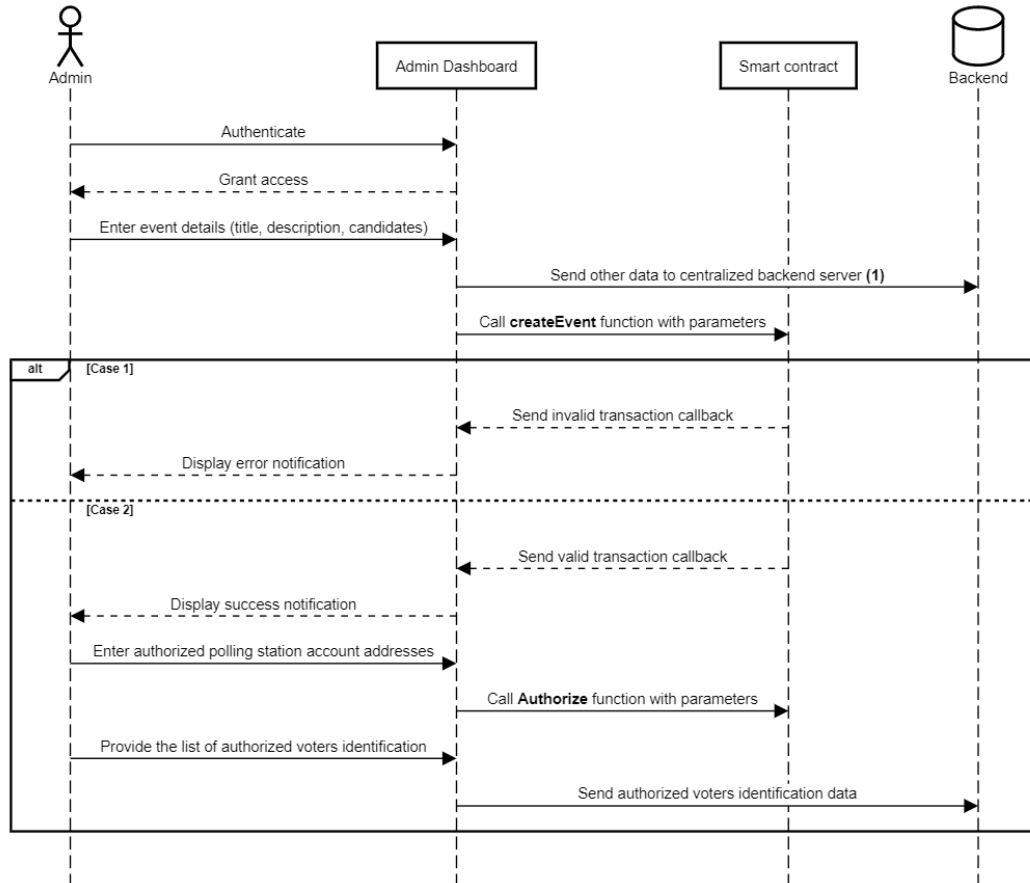 Admin
Admin Dashboard
Smart contract
Backend
Authenticate
Grant access
Enter event details (title, description, candidates)
Send other data to centralized backend server (1)
Call createEvent function with parameters
alt
[Case 1]
Send invalid transaction callback
Display error notification
[Case 2]
Send valid transaction callback
Display success notification
Enter authorized polling station account addresses
Call Authorize function with parameters
Provide the list of authorized voters identification
Send authorized voters identification data